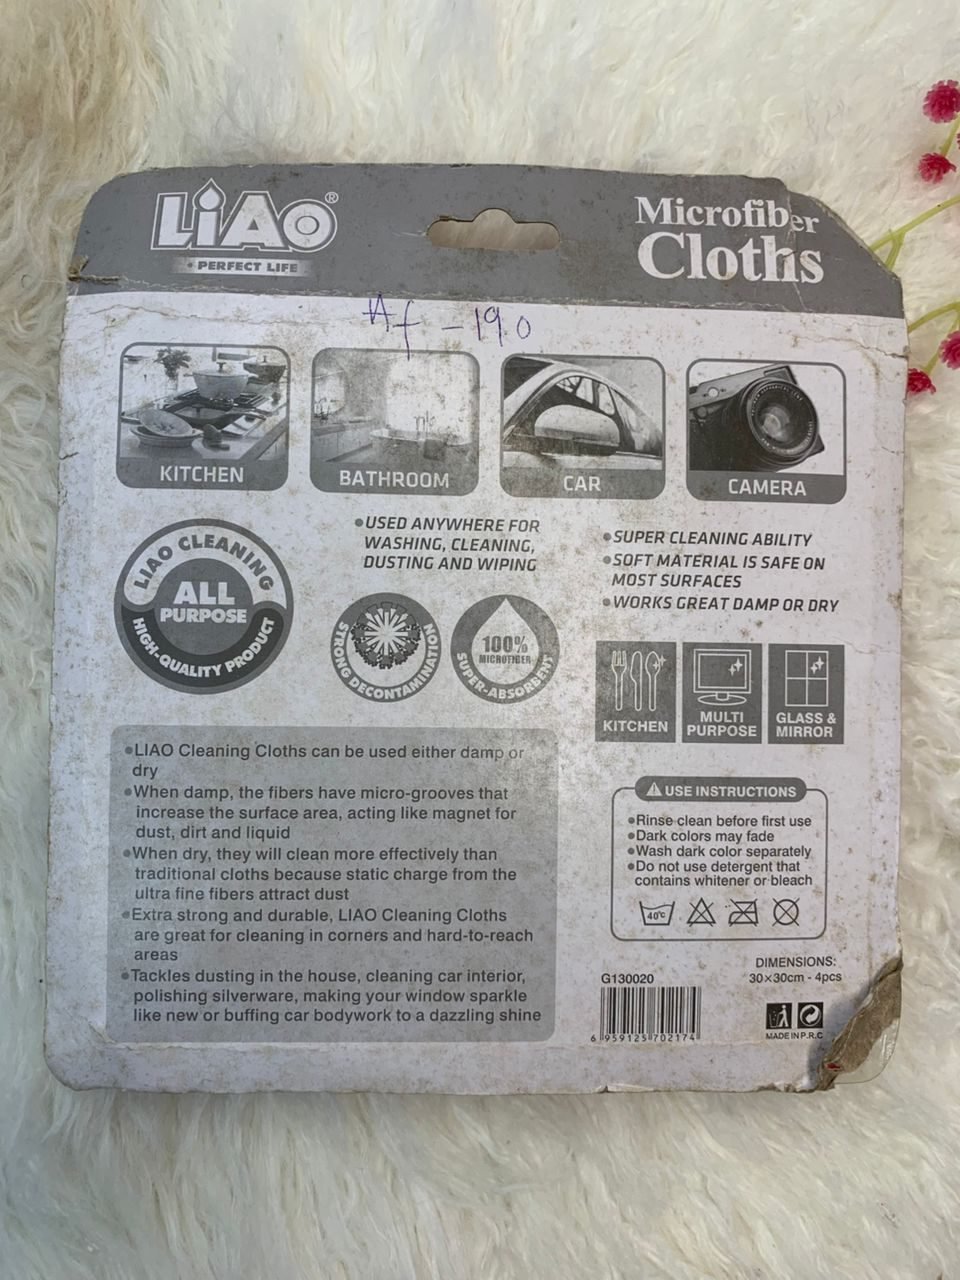 LiAO®
PERFECT LIFE
Microfiber
Cloths
Af - 190
KITCHEN
BATHROOM
CAR
CAMERA
LIAO CLEANING
ALL
PURPOSE
HIGH-QUALITY PRODUCT
•USED ANYWHERE FOR
WASHING, CLEANING,
DUSTING AND WIPING
STRONG DECONTAMINATION
100%
MICROFIBER
SUPER-ABSORBENT
•SUPER CLEANING ABILITY
•SOFT MATERIAL IS SAFE ON
MOST SURFACES
•WORKS GREAT DAMP OR DRY
KITCHEN
MULTI
PURPOSE
GLASS &
MIRROR
•LIAO Cleaning Cloths can be used either damp or
dry
•When damp, the fibers have micro-grooves that
increase the surface area, acting like magnet for
dust, dirt and liquid
•When dry, they will clean more effectively than
traditional cloths because static charge from the
ultra fine fibers attract dust
•Extra strong and durable, LIAO Cleaning Cloths
are great for cleaning in corners and hard-to-reach
areas
•Tackles dusting in the house, cleaning car interior,
polishing silverware, making your window sparkle
like new or buffing car bodywork to a dazzling shine
USE INSTRUCTIONS
•Rinse clean before first use
•Dark colors may fade
•Wash dark color separately
•Do not use detergent that
contains whitener or bleach
40°C
DIMENSIONS:
30×30cm - 4pcs
G130020
6 959125 702174
MADE IN P.R.C